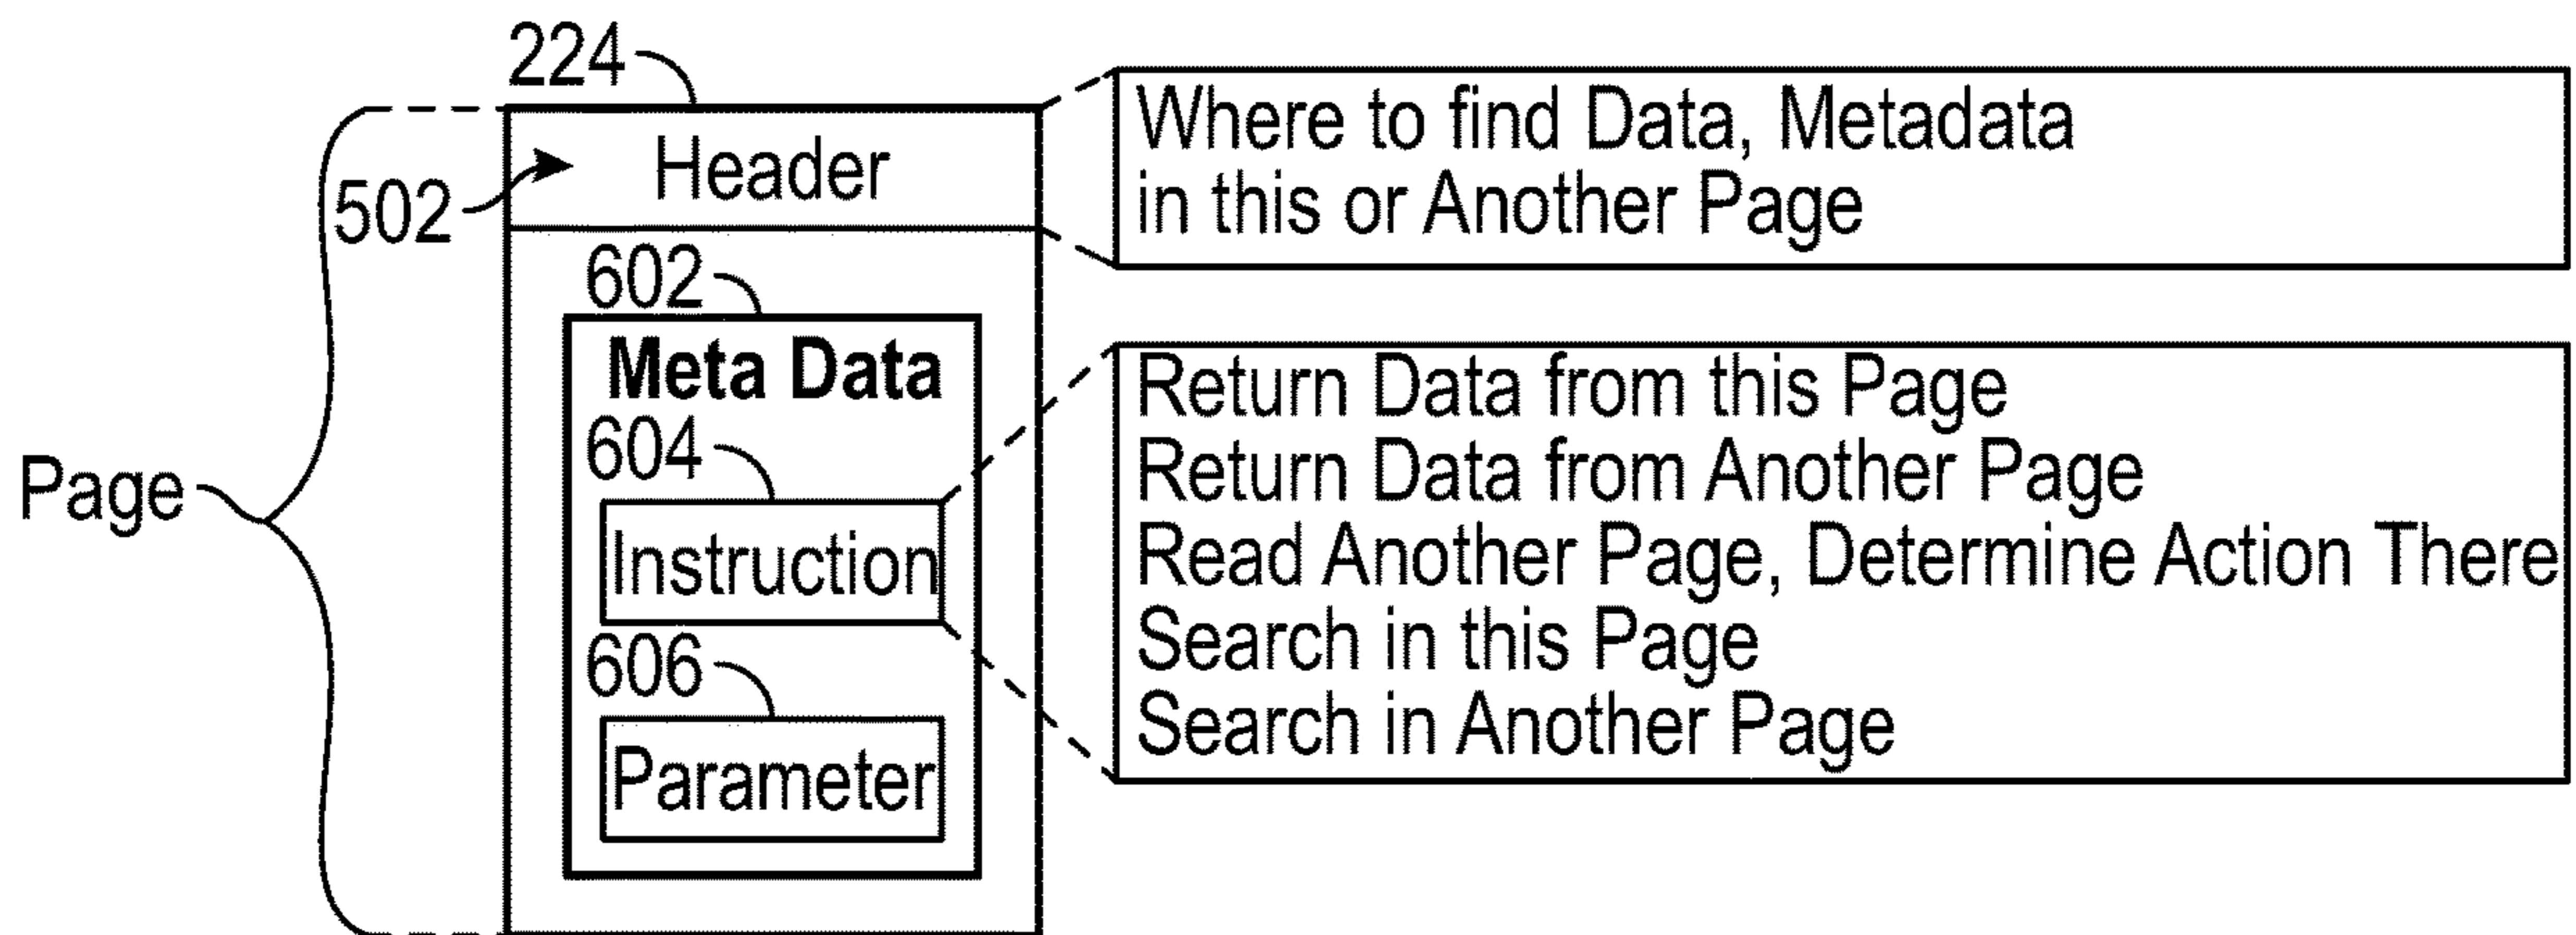 224
Header
502
602
Meta Data
604
Instruction
606
Parameter
Page
Where to find Data, Metadata
in this or Another Page
Return Data from this Page
Return Data from Another Page
Read Another Page, Determine Action There
Search in this Page
Search in Another Page